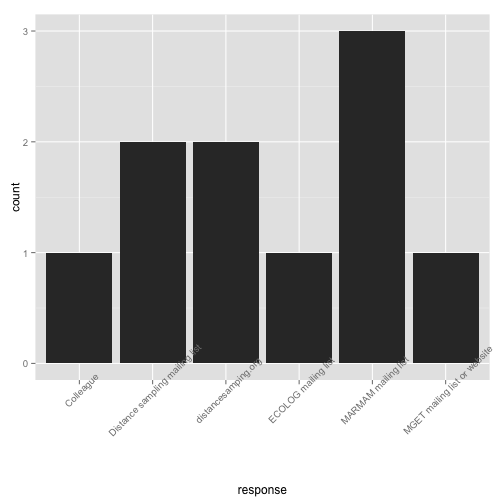 3
2
1
0
count
Colleague
Distance sampling mailing list
distancesamping.org
ECOLOG mailing list
MARMAM mailing list
MGET mailing list or website
response